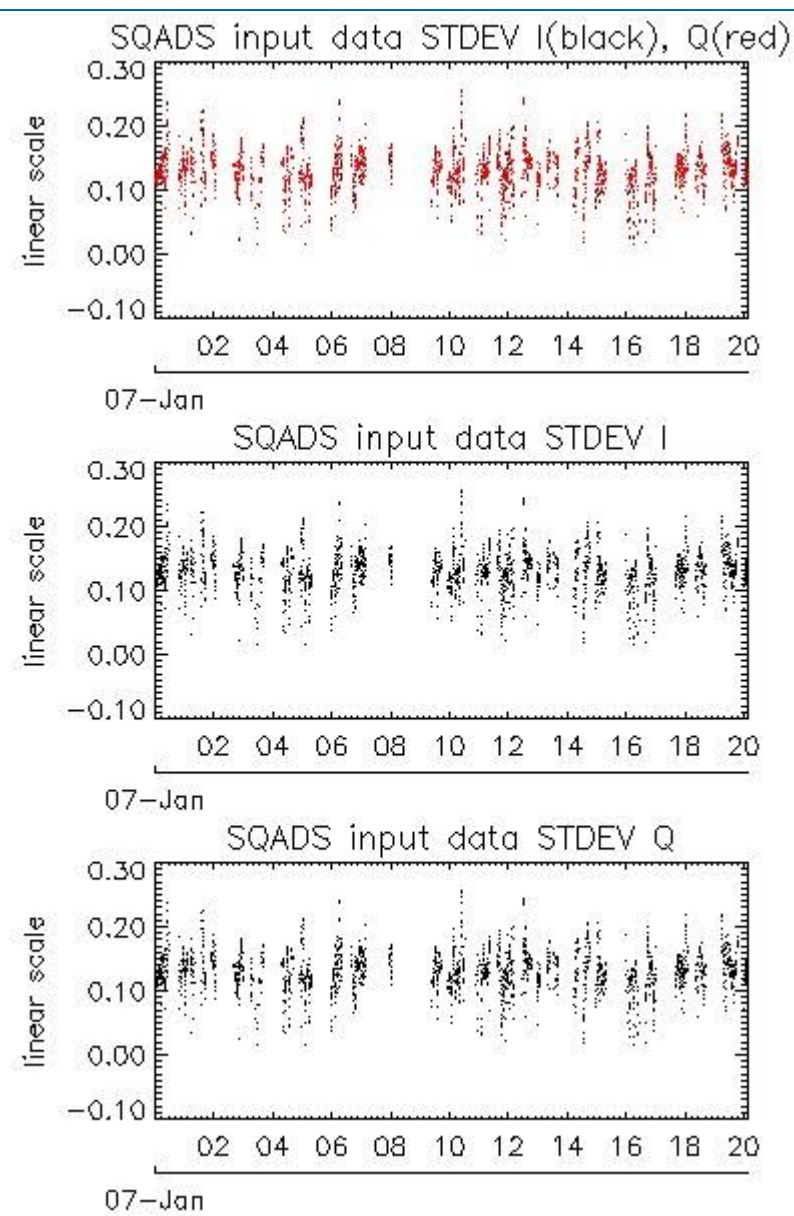 SQADS input data STDEV I(black), Q(red)
0.30
0.20
0.10
0.00
-0.10
linear scale
02 04 06 08 10 12 14 16 18 20
07-Jan
SQADS input data STDEV I
0.30
0.20
0.10
0.00
-0.10
linear scale
02 04 06 08 10 12 14 16 18 20
07-Jan
SQADS input data STDEV Q
0.30
0.20
0.10
0.00
-0.10
linear scale
02 04 06 08 10 12 14 16 18 20
07-Jan